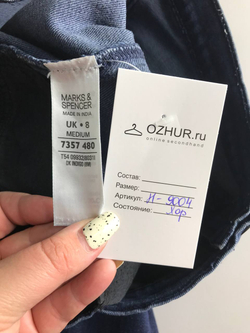 MARKS &
SPENCER
MADE IN INDIA
UK • 8
MEDIUM
7357 480
OZHUR.ru
online secondhand
Состав:
Размер:
Артикул: Н-9004
Состояние: Хор